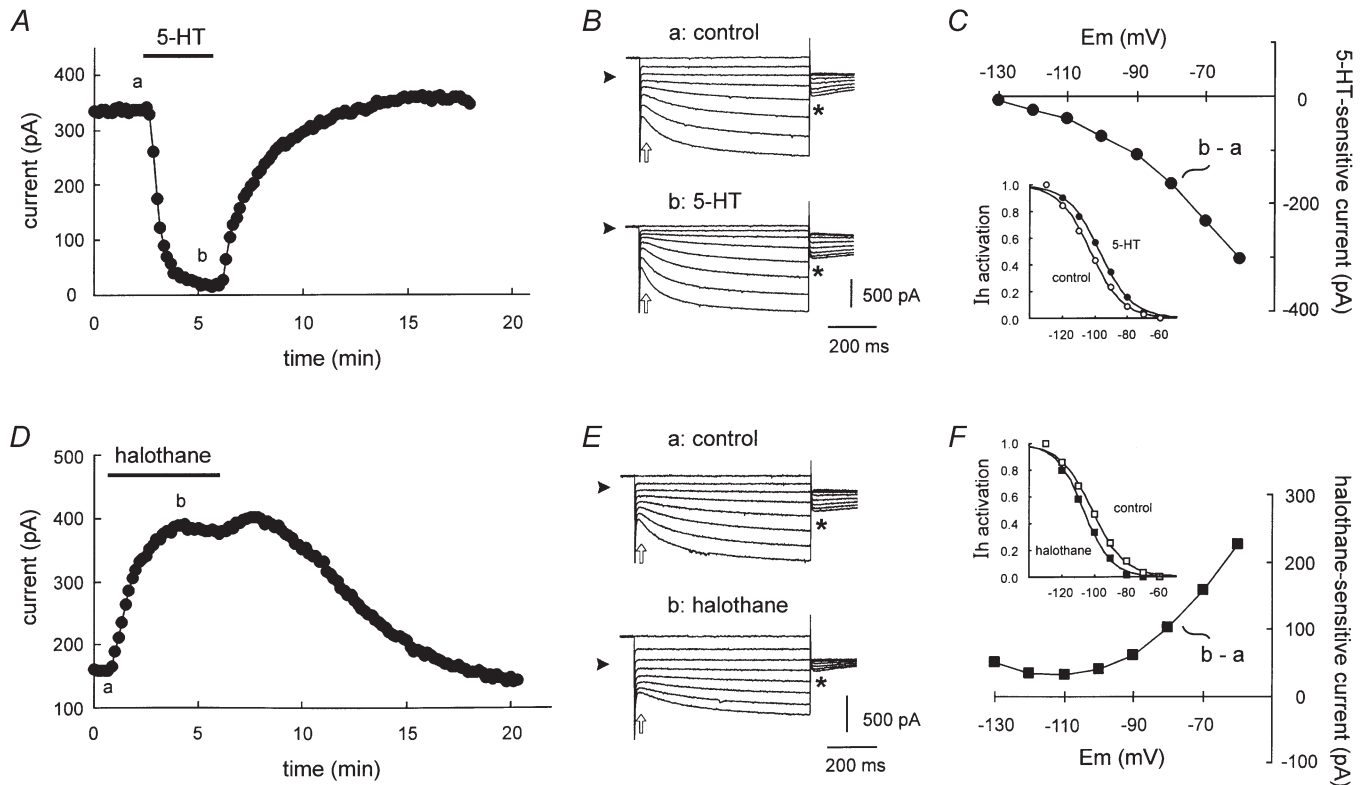 A
5-HT
400
300
200
100
0
current (pA)
a
b
0
5
10
15
20
time (min)
B
a: control
*
b: 5-HT
*
500 pA
200 ms
C
Em (mV)
-130
-110
-90
-70
0
-200
-400
5-HT-sensitive current (pA)
b - a
1.0
0.8
0.6
0.4
0.2
0.0
Ih activation
5-HT
control
-120
-100
-80
-60
D
halothane
500
400
300
200
100
current (pA)
a
b
0
5
10
15
20
time (min)
E
a: control
*
b: halothane
*
500 pA
200 ms
F
1.0
0.8
0.6
0.4
0.2
0.0
Ih activation
control
halothane
-120
-100
-80
-60
300
200
100
0
-100
halothane-sensitive current (pA)
b - a
-130
-110
-90
-70
Em (mV)